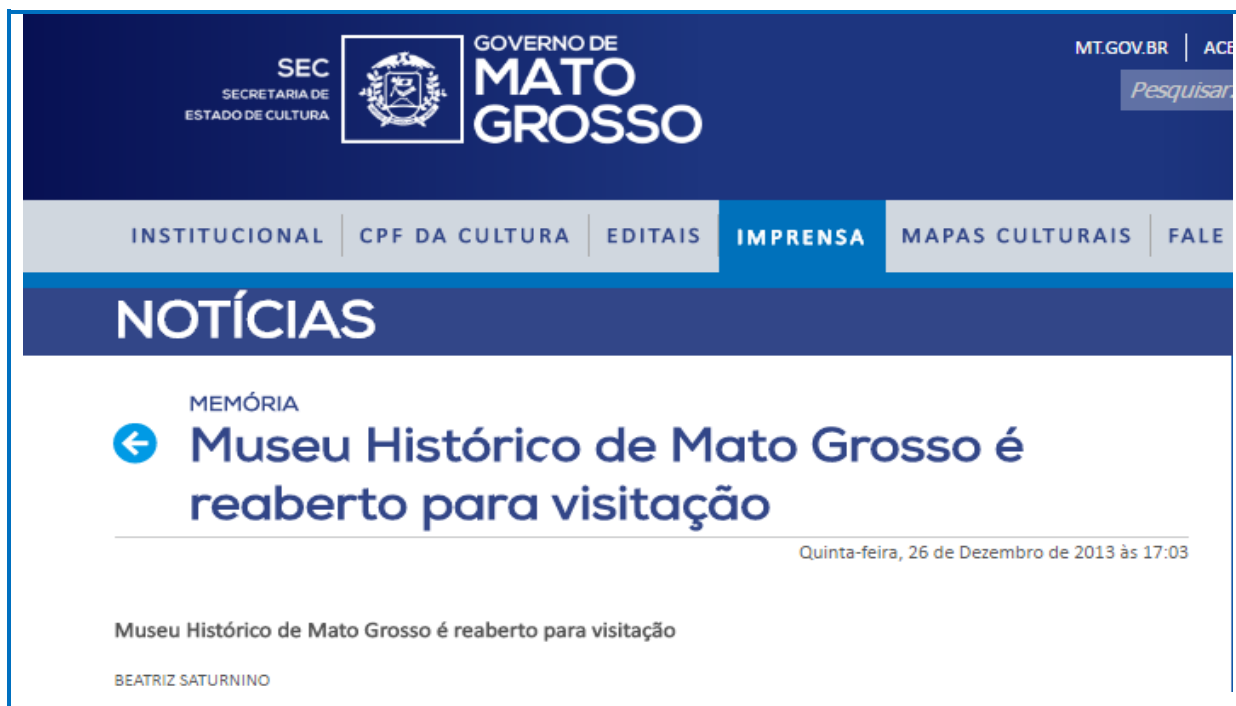 SEC
SECRETARIA DE
ESTADO DE CULTURA
GOVERNO DE
MATO
GROSSO
MT.GOV.BR | ACE
Pesquisar.
INSTITUCIONAL | CPF DA CULTURA | EDITAIS IMPRENSA MAPAS CULTURAIS | FALE
NOTÍCIAS
MEMÓRIA
Museu Histórico de Mato Grosso é
reaberto para visitação
Quinta-feira, 26 de Dezembro de 2013 às 17:03
Museu Histórico de Mato Grosso é reaberto para visitação
BEATRIZ SATURNINO